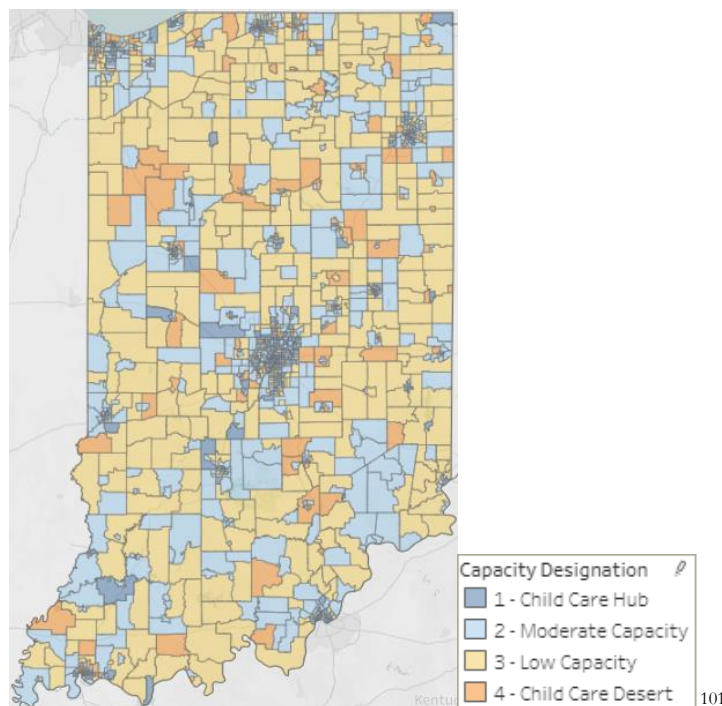 Capacity Designation
1 - Child Care Hub
2 - Moderate Capacity
3 - Low Capacity
4 - Child Care Desert
101